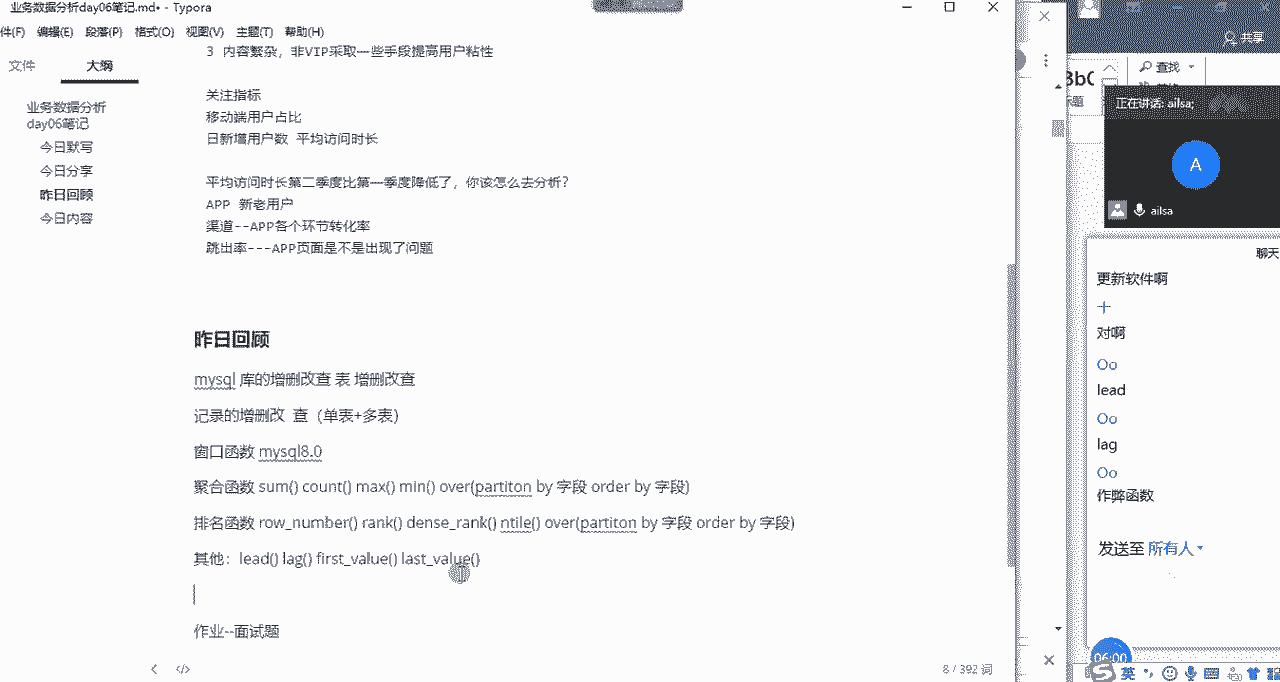 业务数据分析day06笔记.md• - Typora
件(F) 编辑(E) 段落(P) 格式(O) 视图(V) 主题(T) 帮助(H)
文件 大纲
业务数据分析
day06笔记
今日默写
今日分享
昨日回顾
今日内容
3 内容繁杂，非VIP采取一些手段提高用户粘性
关注指标
移动端用户占比
日新增用户数 平均访问时长
平均访问时长第二季度比第一季度降低了，你该怎么去分析？
APP 新老用户
渠道--APP各个环节转化率
跳出率---APP页面是不是出现了问题
昨日回顾
mysql 库的增删改查 表 增删改查
记录的增删改 查（单表+多表）
窗口函数 mysql8.0
聚合函数 sum() count() max() min() over(partiton by 字段 order by 字段)
排名函数 row_number() rank() dense_rank() ntile() over(partiton by 字段 order by 字段)
其他：lead() lag() first_value() last_value()
作业--面试题
8 / 392 词
共享
查找
正在讲话: ailsa;
A
ailsa
聊天
更新软件啊
对啊
Oo
lead
Oo
lag
Oo
作弊函数
发送至 所有人
06:00
英